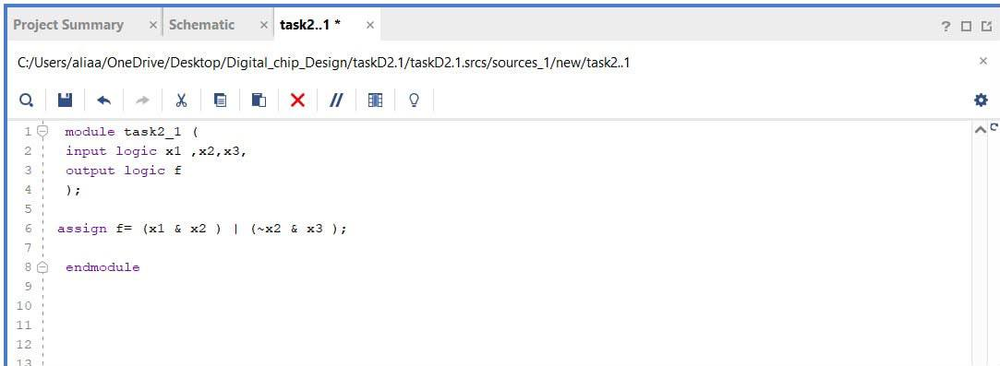 Project Summary × Schematic × task2..1 * × ?
C:/Users/aliaa/OneDrive/Desktop/Digital_chip_Design/taskD2.1/taskD2.1.srcs/sources_1/new/task2..1 ×
//
1 module task2_1 (
2 input logic x1 ,x2,x3,
3 output logic f
4 );
5
6 assign f= (x1 & x2 ) | (~x2 & x3 );
7
8 endmodule
9
10
11
12
13